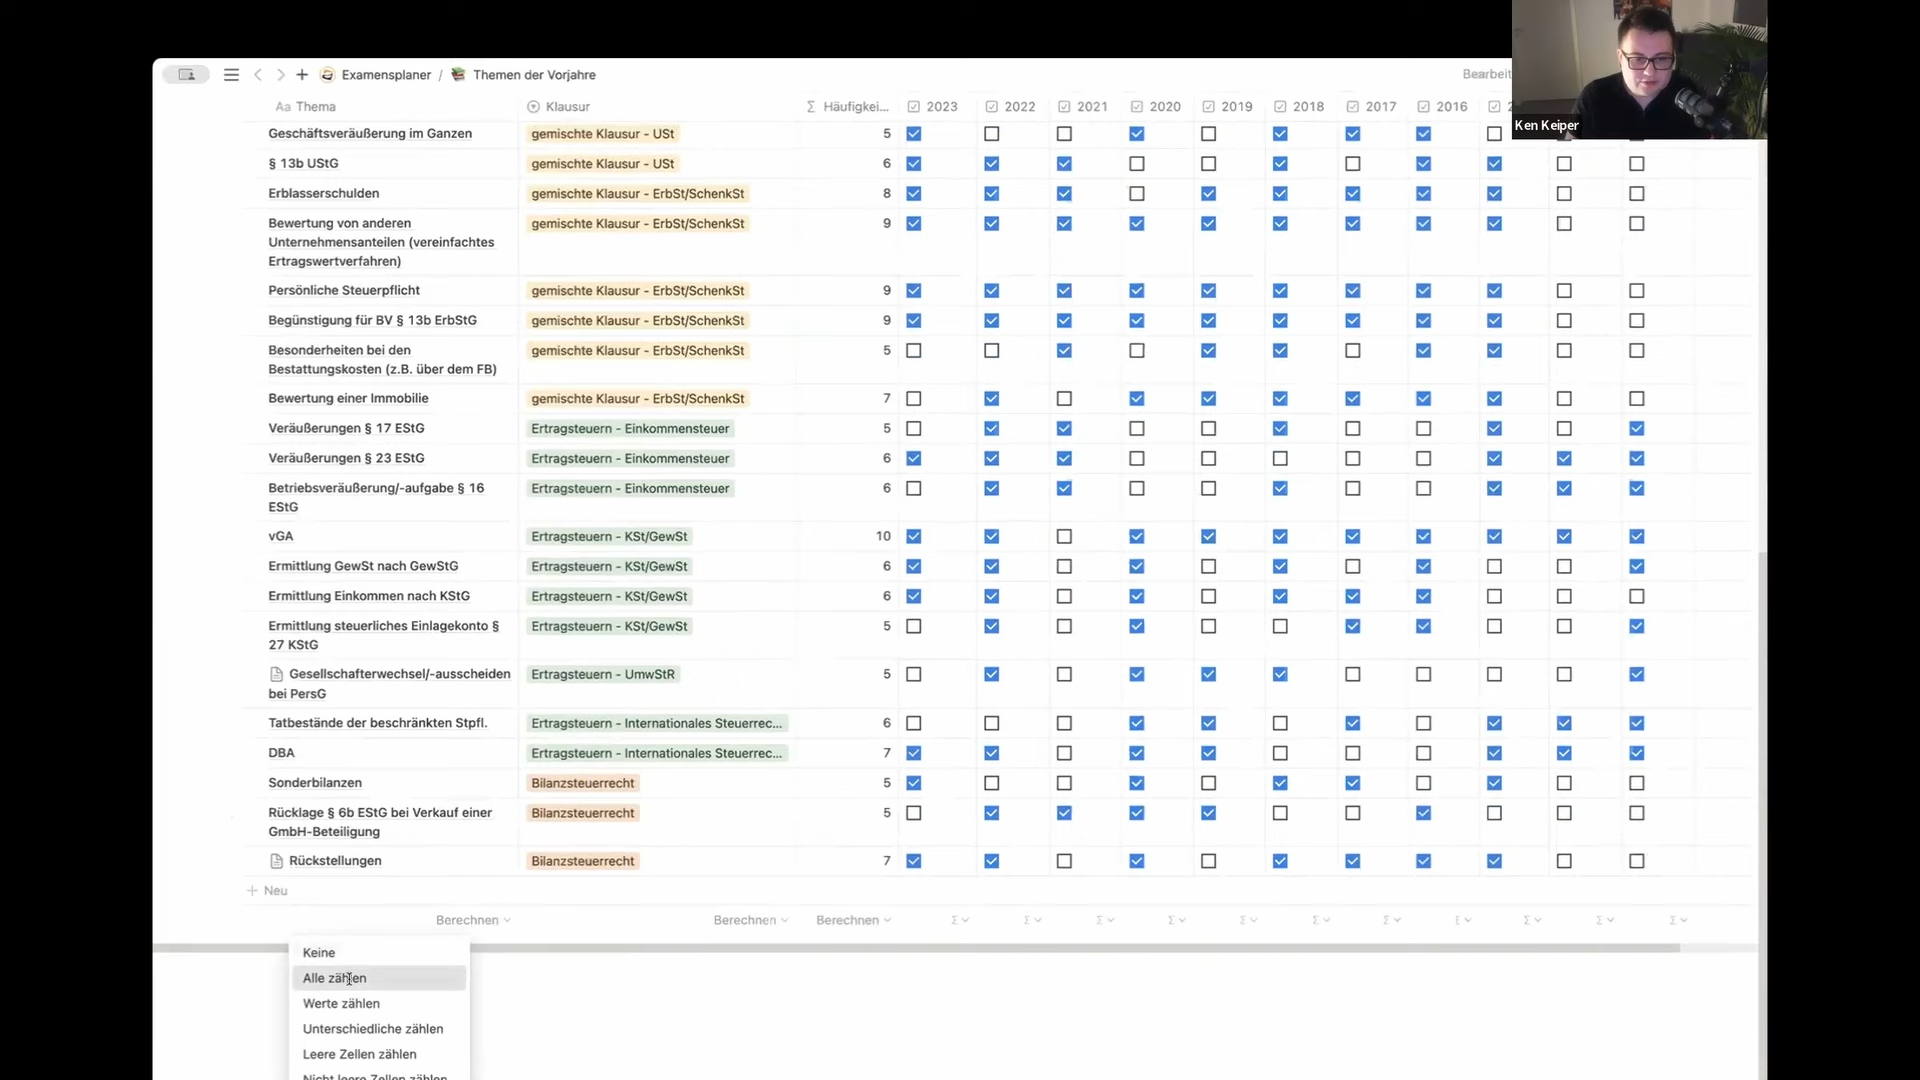 Examensplaner / Themen der Vorjahre
Bearbeit
Ken Keiper
Aa Thema Klausur Σ Häufigkei... 2023 2022 2021 2020 2019 2018 2017 2016 2
Geschäftsveräußerung im Ganzen gemischte Klausur - USt 5
§ 13b UStG gemischte Klausur - USt 6
Erblasserschulden gemischte Klausur - ErbSt/SchenkSt 8
Bewertung von anderen gemischte Klausur - ErbSt/SchenkSt 9
Unternehmensanteilen (vereinfachtes
Ertragswertverfahren)
Persönliche Steuerpflicht gemischte Klausur - ErbSt/SchenkSt 9
Begünstigung für BV § 13b ErbStG gemischte Klausur - ErbSt/SchenkSt 9
Besonderheiten bei den gemischte Klausur - ErbSt/SchenkSt 5
Bestattungskosten (z.B. über dem FB)
Bewertung einer Immobilie gemischte Klausur - ErbSt/SchenkSt 7
Veräußerungen § 17 EStG Ertragsteuern - Einkommensteuer 5
Veräußerungen § 23 EStG Ertragsteuern - Einkommensteuer 6
Betriebsveräußerung/-aufgabe § 16 Ertragsteuern - Einkommensteuer 6
EStG
vGA Ertragsteuern - KSt/GewSt 10
Ermittlung GewSt nach GewStG Ertragsteuern - KSt/GewSt 6
Ermittlung Einkommen nach KStG Ertragsteuern - KSt/GewSt 6
Ermittlung steuerliches Einlagekonto § Ertragsteuern - KSt/GewSt 5
27 KStG
Gesellschafterwechsel/-ausscheiden Ertragsteuern - UmwStR 5
bei PersG
Tatbestände der beschränkten Stpfl. Ertragsteuern - Internationales Steuerrec... 6
DBA Ertragsteuern - Internationales Steuerrec... 7
Sonderbilanzen Bilanzsteuerrecht 5
Rücklage § 6b EStG bei Verkauf einer Bilanzsteuerrecht 5
GmbH-Beteiligung
Rückstellungen Bilanzsteuerrecht 7
+ Neu
Berechnen Berechnen Berechnen Σ Σ Σ Σ Σ Σ Σ Σ Σ Σ Σ
Keine
Alle zählen
Werte zählen
Unterschiedliche zählen
Leere Zellen zählen
Nicht leere Zellen zählen